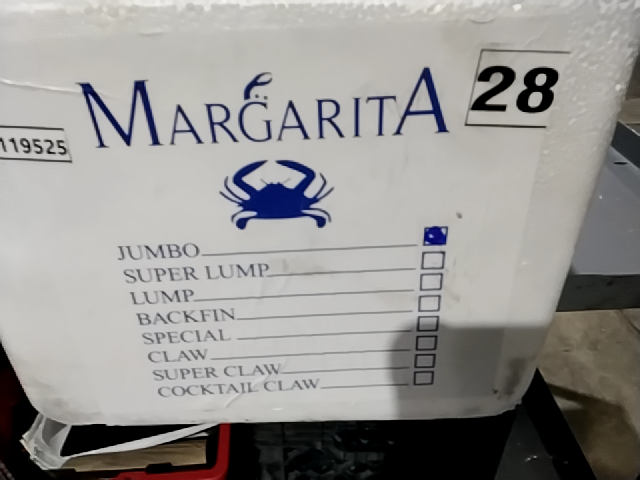 MARGARITA
28
119525
JUMBO
SUPER LUMP
LUMP
BACKFIN
SPECIAL
CLAW
SUPER CLAW
COCKTAIL CLAW